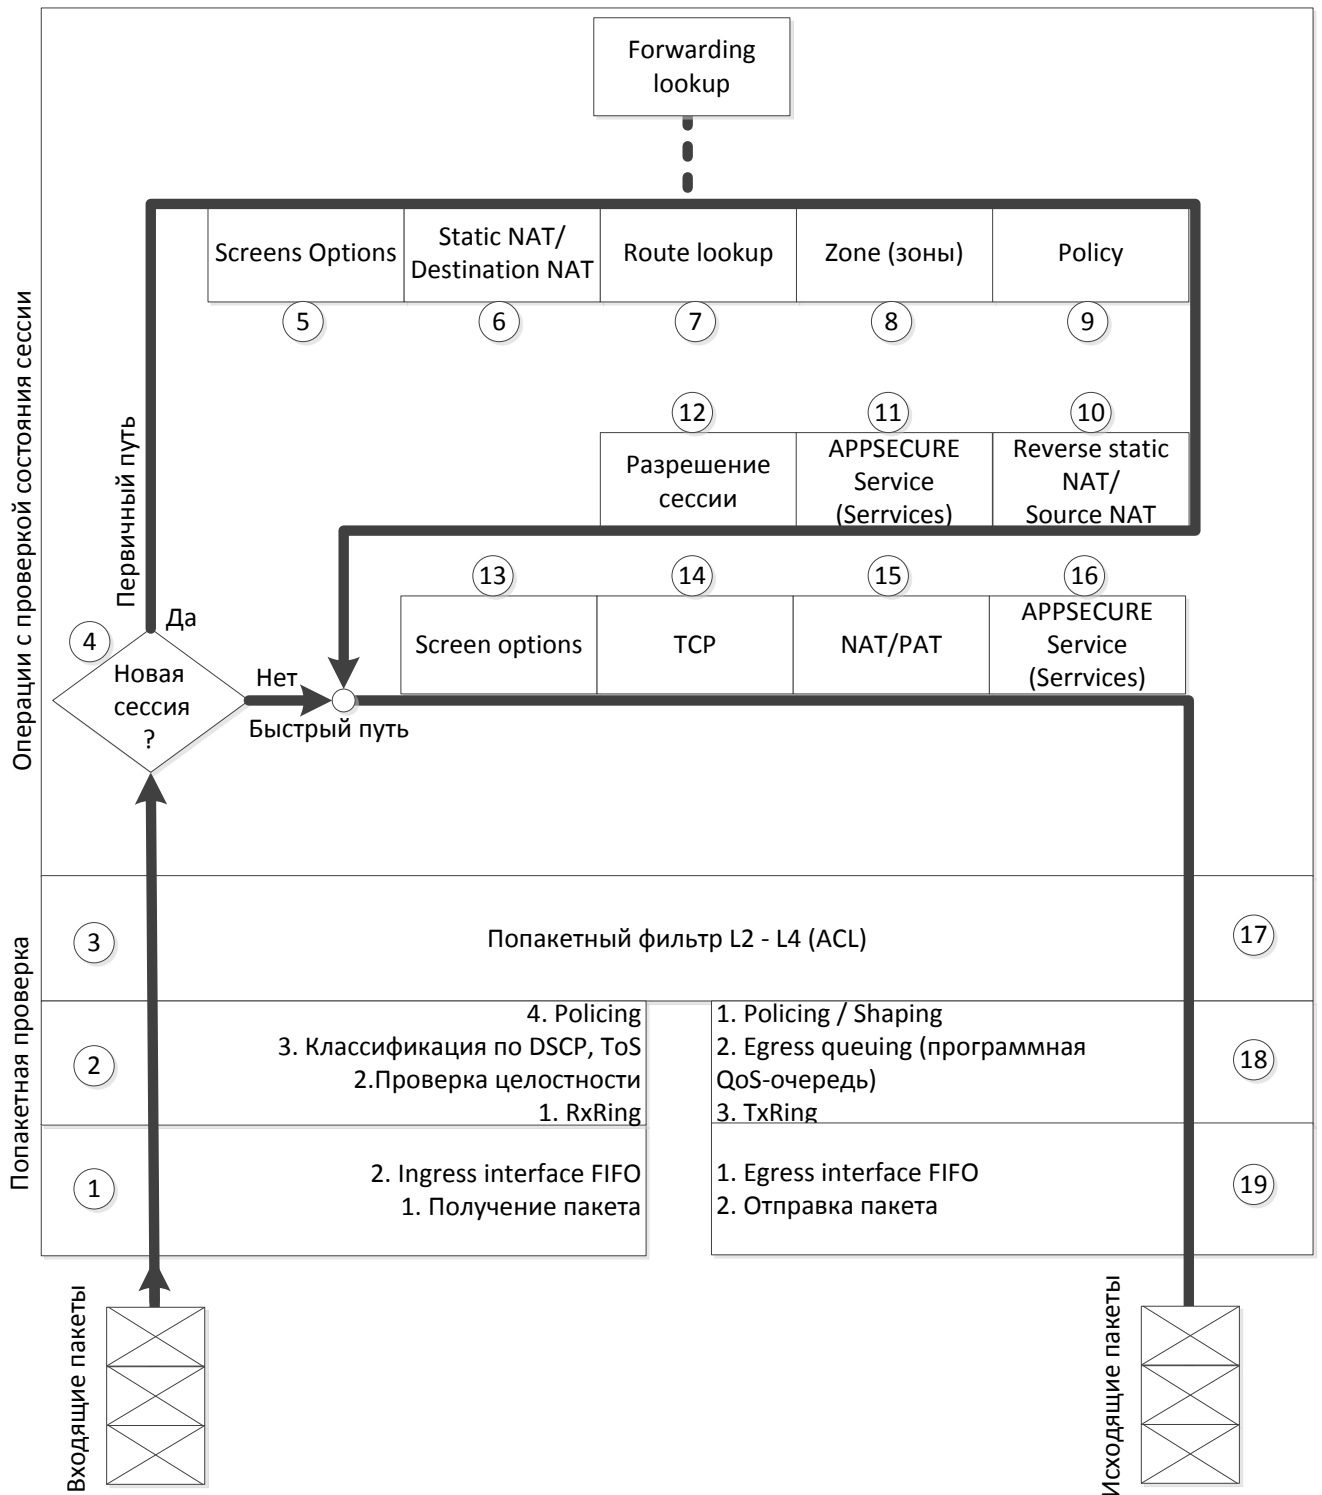 Forwarding
lookup
Screens Options
Static NAT/
Destination NAT
Route lookup
Zone (зоны)
Policy
5
6
7
8
9
12
11
10
Разрешение
сессии
APPSECURE
Service
(Serrvices)
Reverse static
NAT/
Source NAT
13
14
15
16
Screen options
TCP
NAT/PAT
APPSECURE
Service
(Serrvices)
Операции с проверкой состояния сессии
Первичный путь
Да
4
Новая
сессия
?
Нет
Быстрый путь
Попакетная проверка
3
Попакетный фильтр L2 - L4 (ACL)
17
2
4. Policing
3. Классификация по DSCP, ToS
2.Проверка целостности
1. RxRing
1. Policing / Shaping
2. Egress queuing (программная
QoS-очередь)
3. TxRing
18
1
2. Ingress interface FIFO
1. Получение пакета
1. Egress interface FIFO
2. Отправка пакета
19
Входящие пакеты
Исходящие пакеты